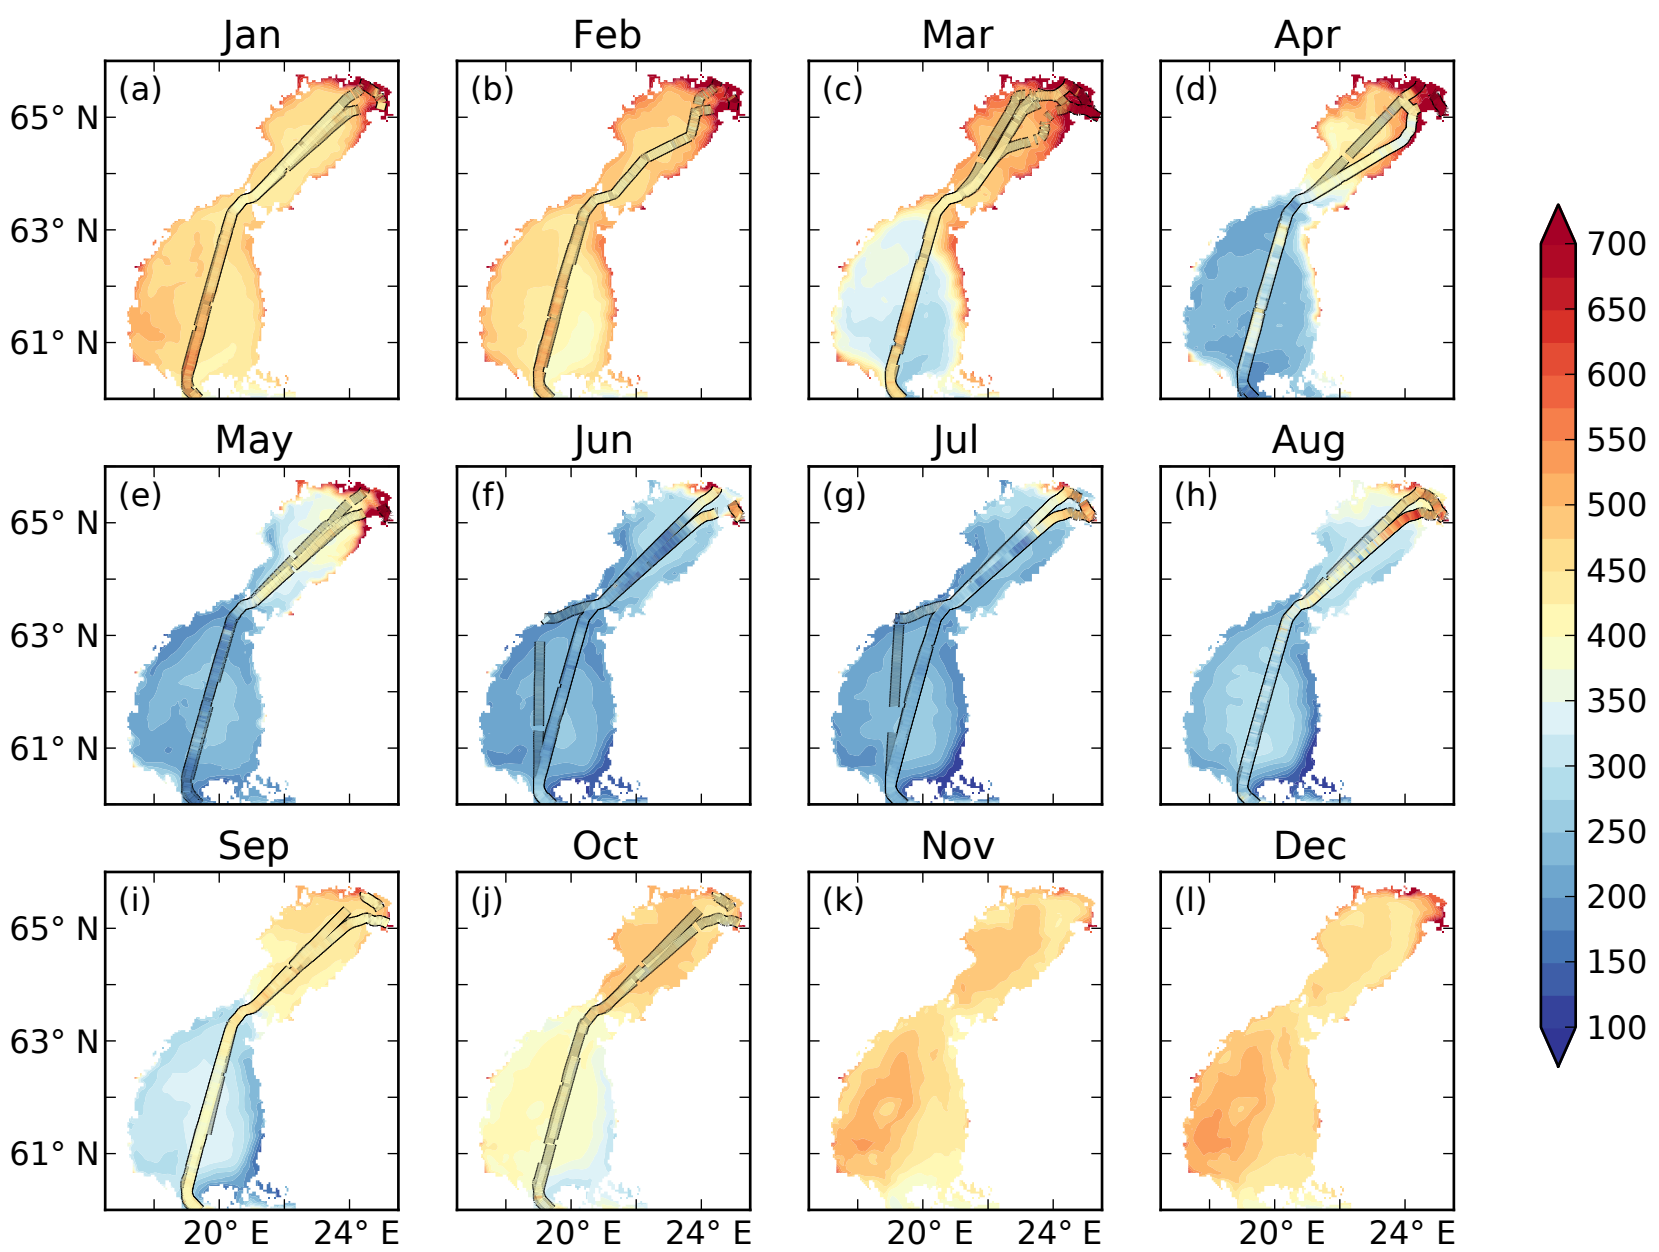 Jan Feb Mar Apr
(a) (b) (c) (d)
65° N
63° N
61° N
May Jun Jul Aug
(e) (f) (g) (h)
65° N
63° N
61° N
Sep Oct Nov Dec
(i) (j) (k) (l)
65° N
63° N
61° N
20° E 24° E 20° E 24° E 20° E 24° E 20° E 24° E
700
650
600
550
500
450
400
350
300
250
200
150
100